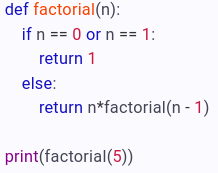 def factorial(n):
    if n == 0 or n == 1:
        return 1
    else:
        return n*factorial(n - 1)

print(factorial(5))